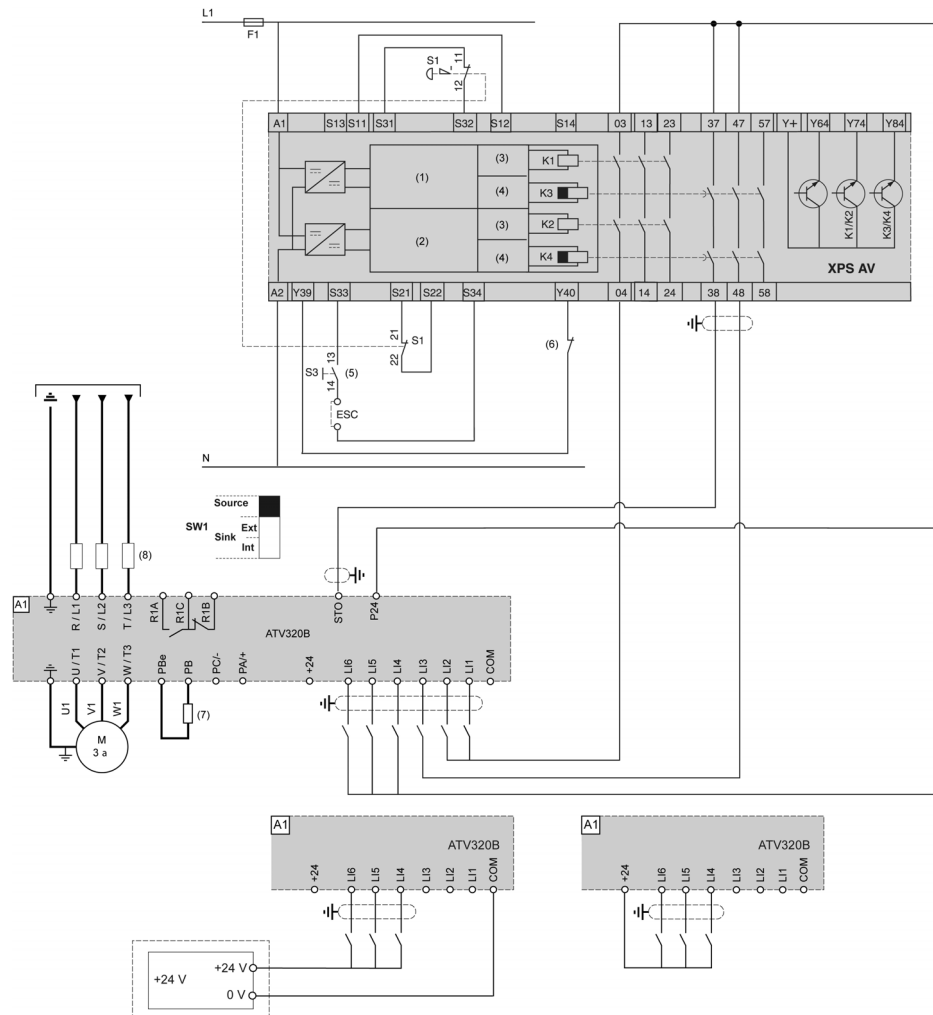 L1
F1
S1
11
12
A1 S13 S11 S31 S32 S12 S14 03 13 23 37 47 57 Y+ Y64 Y74 Y84
(1)
(3)
K1
(4)
K3
(2)
(3)
K2
(4)
K4
K1/K2
K3/K4
XPS AV
A2 Y39 S33 S21 S22 S34 Y40 04 14 24 38 48 58
21
22
S1
(6)
S3
13
14
(5)
ESC
N
Source
SW1
Sink
Ext
Int
(8)
A1
R / L1
S / L2
T / L3
R1A
R1C
R1B
STO
P24
ATV320B
U / T1
V / T2
W / T3
PBe
PB
PC/-
PA/+
+24
LI6
LI5
LI4
LI3
LI2
LI1
COM
U1
V1
W1
(7)
M
3 a
A1
ATV320B
+24
LI6
LI5
LI4
LI3
LI2
LI1
COM
A1
ATV320B
+24
LI6
LI5
LI4
LI3
LI2
LI1
COM
+24 V
+24 V
0 V